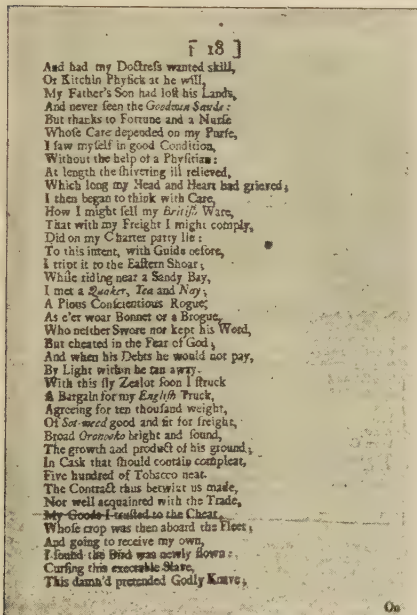 [ 18 ]
And had my Doctreſs wanted skill,
Or Kitchin Phyſick at he will,
My Father's Son had loſt his Lands,
And never ſeen the Goodwin Sands:
But thanks to Fortune and a Nurſe
Whoſe Care depended on my Purſe,
I ſaw myſelf in good Condition,
Without the help of a Phyſitian:
At length the ſhivering ill relieved,
Which long my Head and Heart had grieved;
I then began to think with Care,
How I might ſell my Britiſh Ware,
That with my Freight I might comply,
Did on my Charter party lie:
To this intent, with Guide before,
I tript it to the Eaſtern Shoar;
While riding near a Sandy Bay,
I met a Quaker, Yea and Nay;
A Pious Conſcientious Rogue,
As e'er woar Bonnet or a Brogue,
Who neither Swore nor kept his Word,
But cheated in the Fear of God;
And when his Debts he would not pay,
By Light within he ran away.
With this ſly Zealot ſoon I ſtruck
A Bargain for my Engliſh Truck,
Agreeing for ten thouſand weight,
Of Sot-weed good and fit for freight,
Broad Oronooko bright and ſound,
The growth and product of his ground;
In Cask that ſhould contain compleat,
Five hundred of Tobacco neat.
The Contract thus betwixt us made,
Not well acquainted with the Trade,
My Goods I truſted to the Cheat,
Whoſe crop was then aboard the Fleet;
And going to receive my own,
I found the Bird was newly flown:
Curſing this execrable Slave,
This damn'd pretended Godly Knave;
On